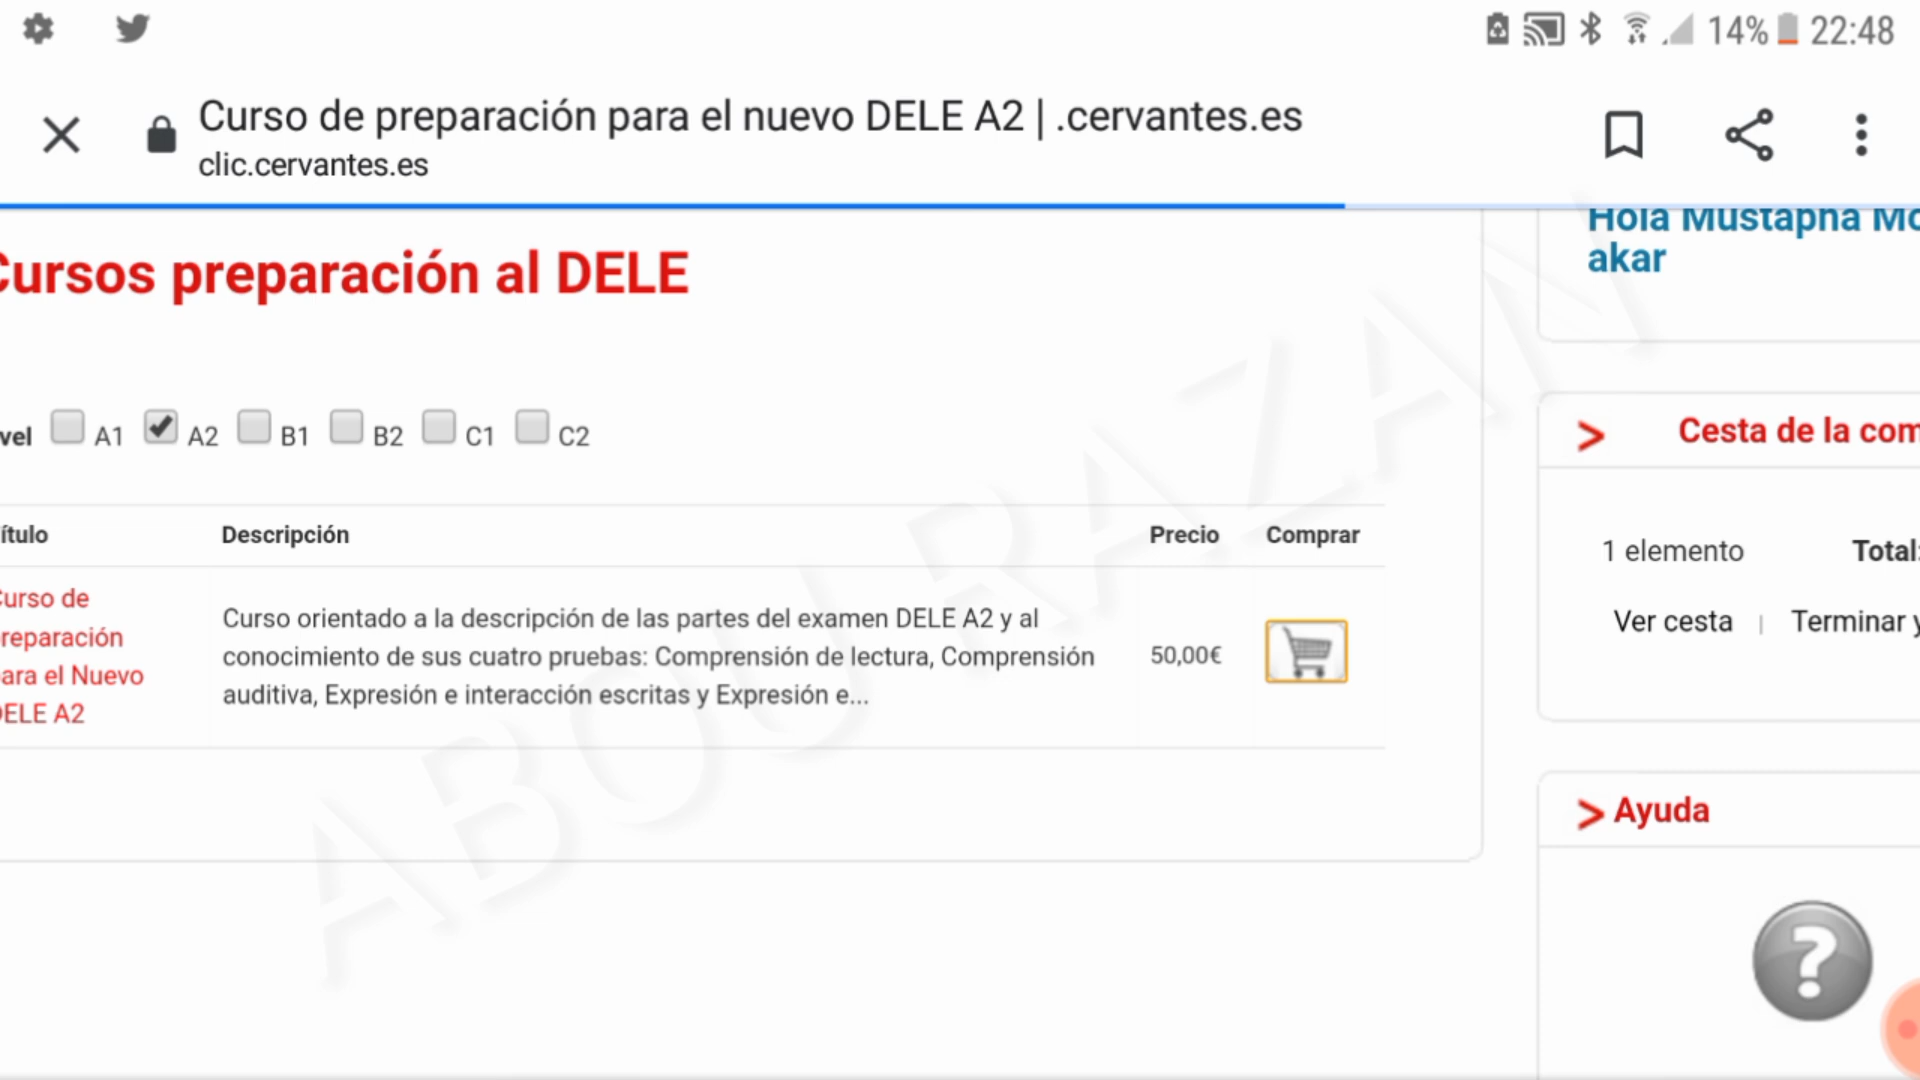 14% 22:48
Curso de preparación para el nuevo DELE A2 | .cervantes.es
clic.cervantes.es
Hola Mustapha Mo
akar
Cursos preparación al DELE
vel A1 A2 B1 B2 C1 C2
> Cesta de la com
ítulo Descripción Precio Comprar
1 elemento Total:
urso de
reparación
ara el Nuevo
DELE A2
Curso orientado a la descripción de las partes del examen DELE A2 y al
conocimiento de sus cuatro pruebas: Comprensión de lectura, Comprensión
auditiva, Expresión e interacción escritas y Expresión e...
50,00€
Ver cesta | Terminar y
> Ayuda
?
ABOU RAZAN